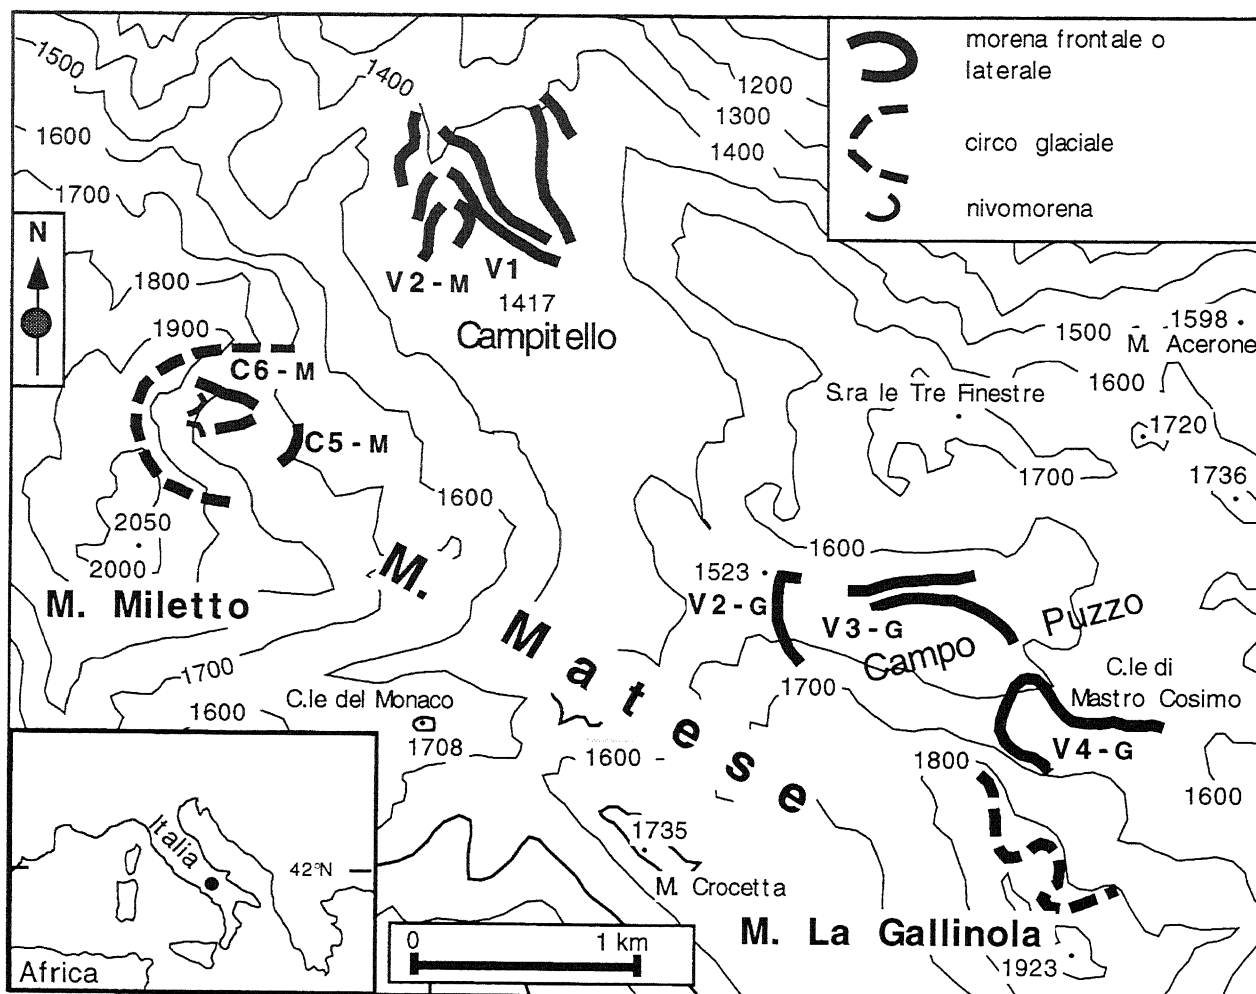 morena frontale o
laterale
circo glaciale
nivomorena
1500
1400
1200
1300
1400
1600
1700
N
1800
1900
V2-M
V1
1417
Campitello
C6-M
C5-M
1500
1598
M. Acerone
1600
S.ra le Tre Finestre
1720
1700
1736
1600
2050
2000
M. Miletto
1600
1523
V2-G
V3-G
Campo
Puzzo
M. Matese
1700
1600
C.le del Monaco
1708
1700
C.le di
Mastro Cosimo
V4-G
1600
1800
1600
1735
M. Crocetta
M. La Gallinola
1923
Italia
42°N
Africa
0 1 km